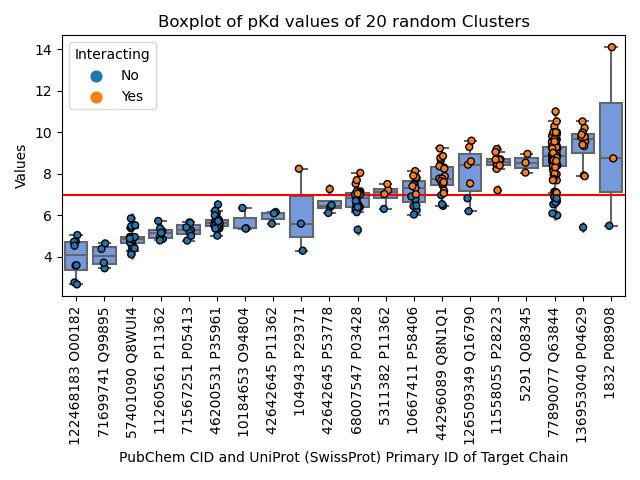 Boxplot of pKd values of 20 random Clusters
Values
14
12
10
8
6
4
Interacting
No
Yes
122468183 O00182
71699741 Q99895
57401090 Q8WUI4
11260561 P11362
71567251 P05413
46200531 P35961
10184653 O94804
42642645 P11362
104943 P29371
42642645 P53778
68007547 P03428
5311382 P11362
10667411 P58406
44296089 Q8N1Q1
126509349 Q16790
11558055 P28223
5291 Q08345
77890077 Q63844
136953040 P04629
1832 P08908
PubChem CID and UniProt (SwissProt) Primary ID of Target Chain